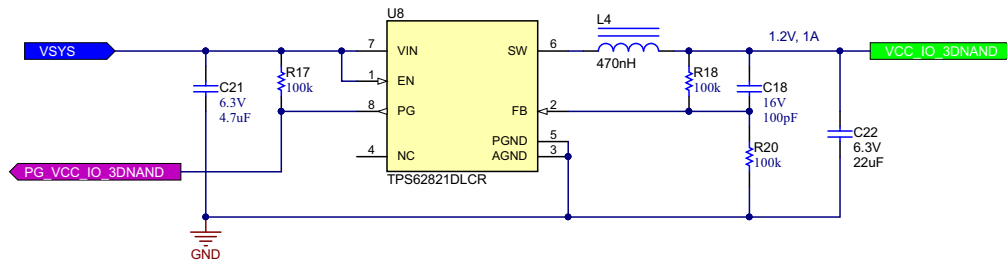 U8
L4
VSYS
7
VIN
SW
6
1.2V, 1A
VCC_IO_3DNAND
470nH
R17
100k
1
EN
R18
100k
C21
6.3V
4.7uF
C18
16V
100pF
8
PG
FB
2
PGND
5
C22
6.3V
22uF
4
NC
AGND
3
R20
100k
PG_VCC_IO_3DNAND
TPS62821DLCR
GND